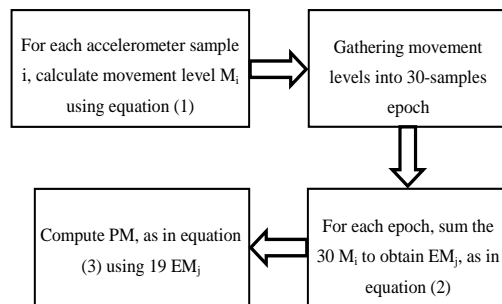 For each accelerometer sample
i, calculate movement level Mᵢ
using equation (1)
Gathering movement
levels into 30-samples
epoch
For each epoch, sum the
30 Mᵢ to obtain EMⱼ, as in
equation (2)
Compute PM, as in equation
(3) using 19 EMⱼ